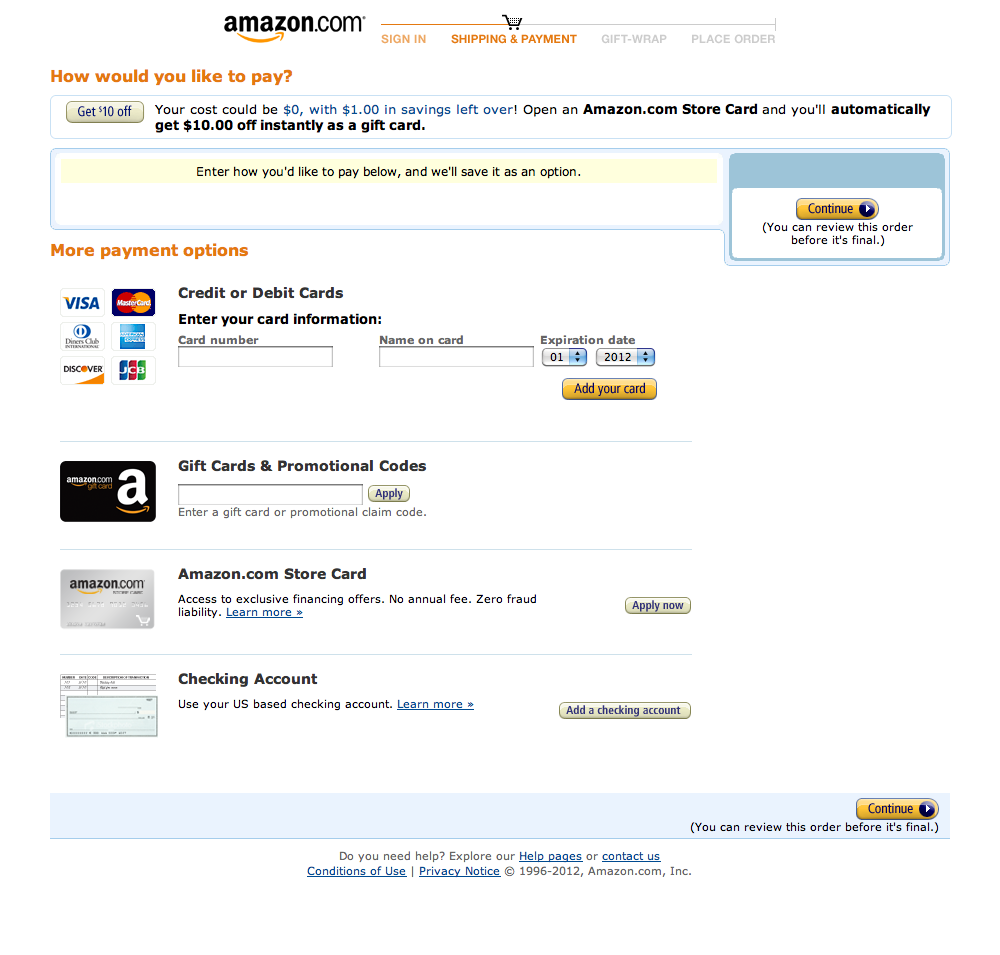 amazon.com
SIGN IN SHIPPING & PAYMENT GIFT-WRAP PLACE ORDER
How would you like to pay?
Get $10 off
Your cost could be $0, with $1.00 in savings left over! Open an Amazon.com Store Card and you'll automatically
get $10.00 off instantly as a gift card.
Enter how you'd like to pay below, and we'll save it as an option.
Continue
(You can review this order
before it's final.)
More payment options
VISA MasterCard
Diners Club INTERNATIONAL AMERICAN EXPRESS
DISCOVER JCB
Credit or Debit Cards
Enter your card information:
Card number Name on card Expiration date
01 2012
Add your card
amazon.com
gift card
a
Gift Cards & Promotional Codes
Apply
Enter a gift card or promotional claim code.
amazon.com
STORE CARD
Amazon.com Store Card
Access to exclusive financing offers. No annual fee. Zero fraud
liability. Learn more »
Apply now
Checking Account
Use your US based checking account. Learn more »
Add a checking account
Continue
(You can review this order before it's final.)
Do you need help? Explore our Help pages or contact us
Conditions of Use | Privacy Notice © 1996-2012, Amazon.com, Inc.